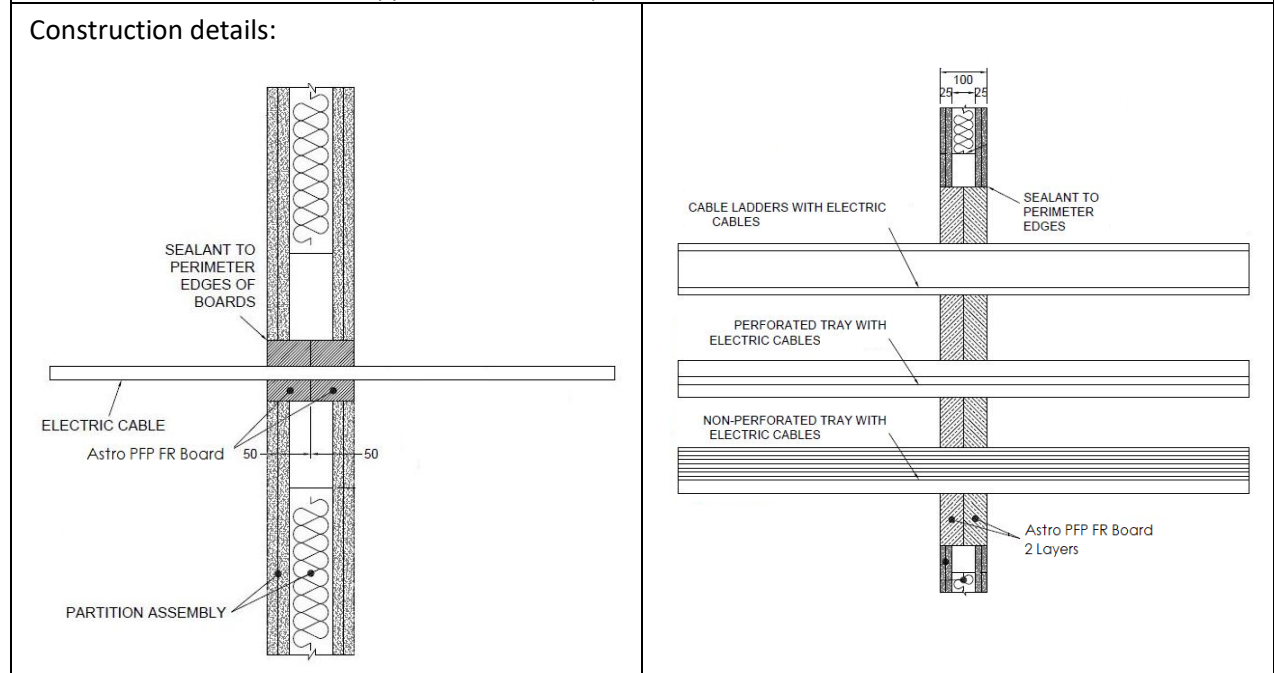 Construction details:
SEALANT TO
PERIMETER
EDGES OF
BOARDS
ELECTRIC CABLE
Astro PFP FR Board
50
50
PARTITION ASSEMBLY
100
25
25
CABLE LADDERS WITH ELECTRIC
CABLES
SEALANT TO
PERIMETER
EDGES
PERFORATED TRAY WITH
ELECTRIC CABLES
NON-PERFORATED TRAY WITH
ELECTRIC CABLES
Astro PFP FR Board
2 Layers